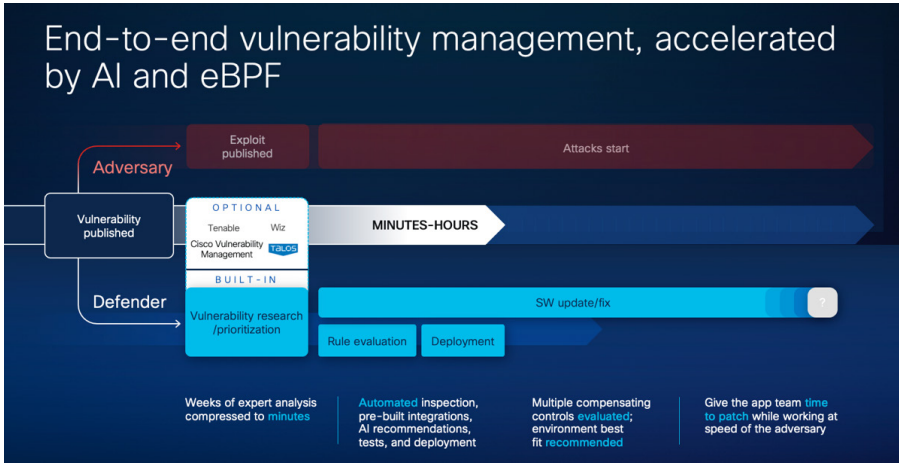 End-to-end vulnerability management, accelerated
by AI and eBPF
Exploit
published
Attacks start
Adversary
Vulnerability
published
OPTIONAL
Tenable Wiz
Cisco Vulnerability
Management
TALOS
MINUTES-HOURS
BUILT-IN
Defender
Vulnerability research
/prioritization
SW update/fix
?
Rule evaluation
Deployment
Weeks of expert analysis
compressed to minutes
Automated inspection,
pre-built integrations,
AI recommendations,
tests, and deployment
Multiple compensating
controls evaluated;
environment best
fit recommended
Give the app team time
to patch while working at
speed of the adversary